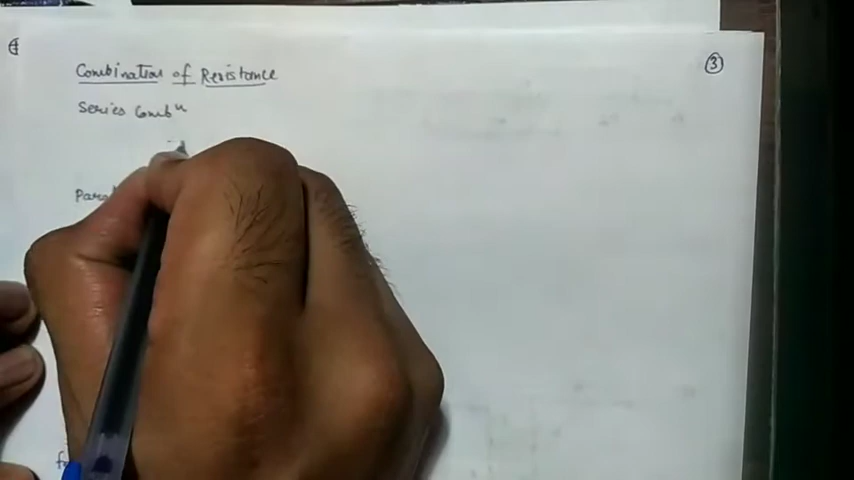 Combination of Resistance
③
Series Combⁿ